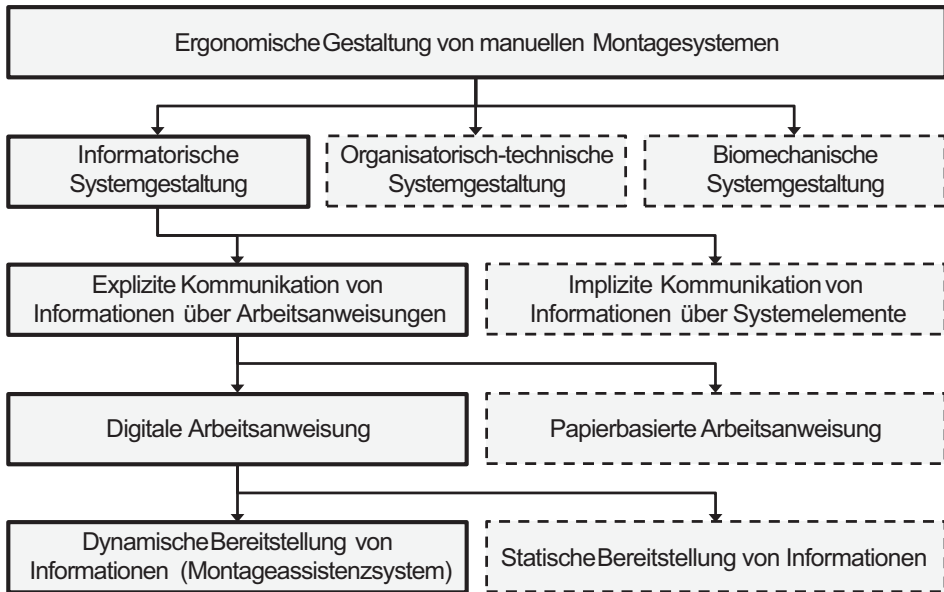 Ergonomische Gestaltung von manuellen Montagesystemen
Informatorische
Systemgestaltung
Organisatorisch-technische
Systemgestaltung
Biomechanische
Systemgestaltung
Explizite Kommunikation von
Informationen über Arbeitsanweisungen
Implizite Kommunikation von
Informationen über Systemelemente
Digitale Arbeitsanweisung
Papierbasierte Arbeitsanweisung
Dynamische Bereitstellung von
Informationen (Montageassistenzsystem)
Statische Bereitstellung von Informationen